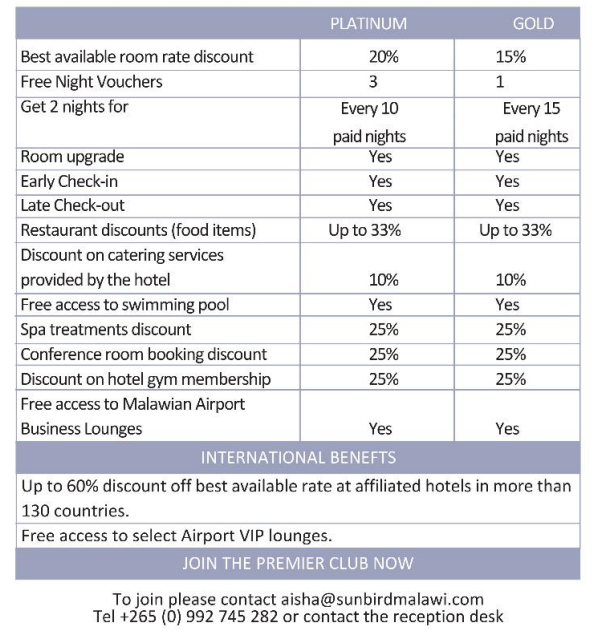 PLATINUM GOLD
Best available room rate discount 20% 15%
Free Night Vouchers 3 1
Get 2 nights for Every 10 Every 15
paid nights paid nights
Room upgrade Yes Yes
Early Check-in Yes Yes
Late Check-out Yes Yes
Restaurant discounts (food items) Up to 33% Up to 33%
Discount on catering services
provided by the hotel 10% 10%
Free access to swimming pool Yes Yes
Spa treatments discount 25% 25%
Conference room booking discount 25% 25%
Discount on hotel gym membership 25% 25%
Free access to Malawian Airport
Business Lounges Yes Yes
INTERNATIONAL BENEFTS
Up to 60% discount off best available rate at affiliated hotels in more than
130 countries.
Free access to select Airport VIP lounges.
JOIN THE PREMIER CLUB NOW
To join please contact aisha@sunbirdmalawi.com
Tel +265 (0) 992 745 282 or contact the reception desk